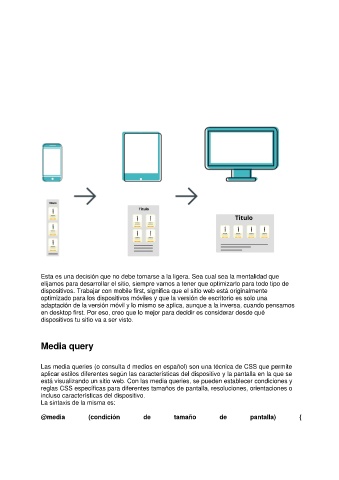 Título
Título
Título
Esta es una decisión que no debe tomarse a la ligera. Sea cual sea la mentalidad que
elijamos para desarrollar el sitio, siempre vamos a tener que optimizarlo para todo tipo de
dispositivos. Trabajar con mobile first, significa que el sitio web está originalmente
optimizado para los dispositivos móviles y que la versión de escritorio es solo una
adaptación de la versión móvil y lo mismo se aplica, aunque a la inversa, cuando pensamos
en desktop first. Por eso, creo que lo mejor para decidir es considerar desde qué
dispositivos tu sitio va a ser visto.
Media query
Las media queries (o consulta d medios en español) son una técnica de CSS que permite
aplicar estilos diferentes según las características del dispositivo y la pantalla en la que se
está visualizando un sitio web. Con las media queries, se pueden establecer condiciones y
reglas CSS específicas para diferentes tamaños de pantalla, resoluciones, orientaciones o
incluso características del dispositivo.
La sintaxis de la misma es:
@media (condición de tamaño de pantalla) {